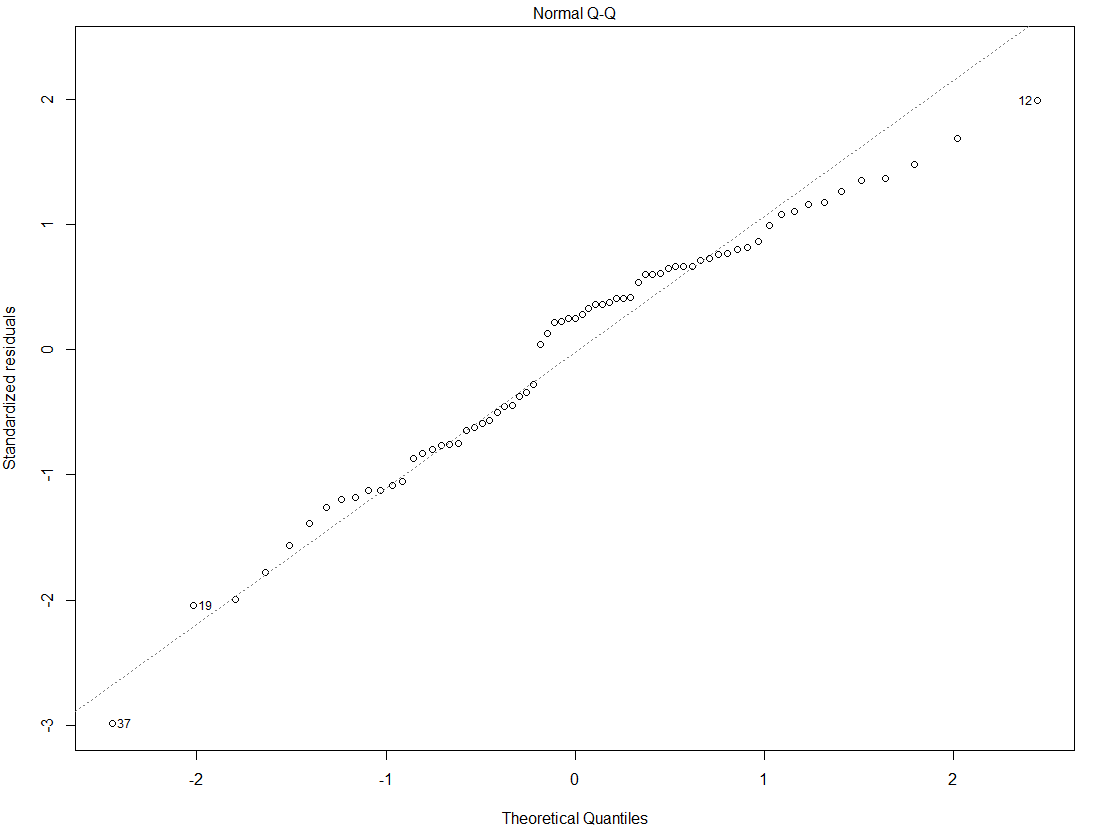 Normal Q-Q
Standardized residuals
2
1
0
-1
-2
-3
12
19
37
-2 -1 0 1 2
Theoretical Quantiles